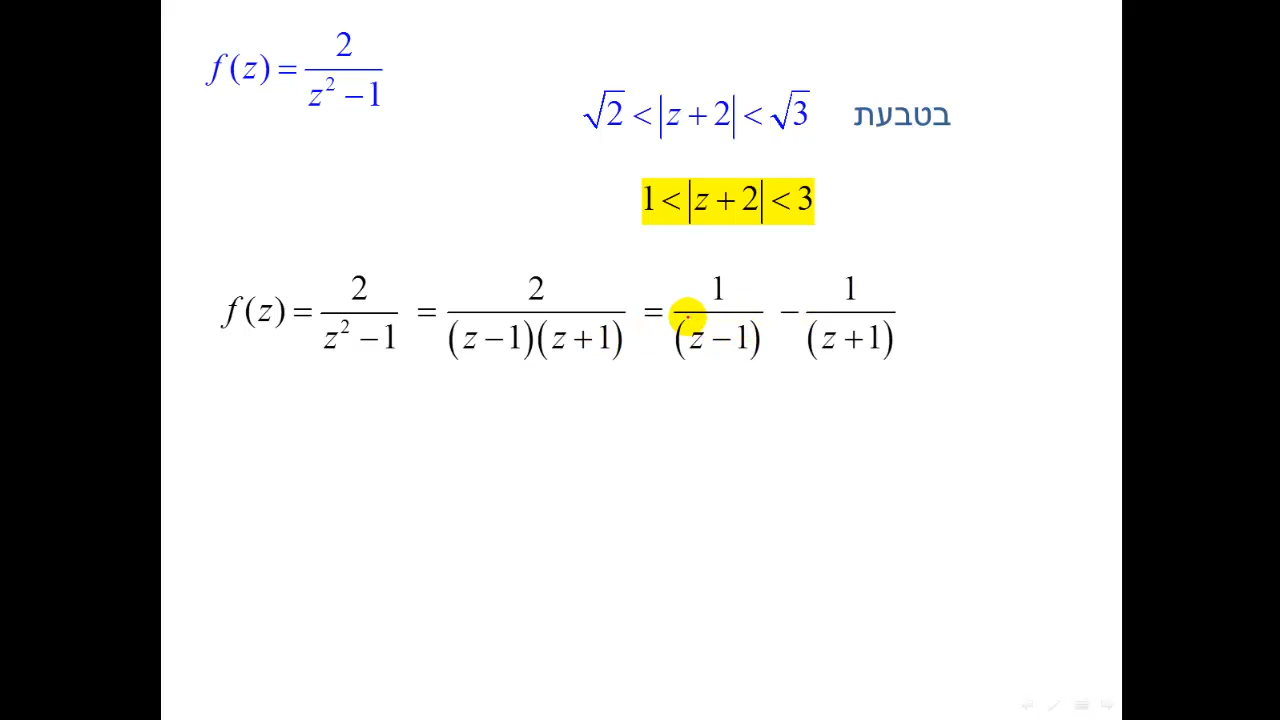 f(z) = 2/(z² − 1)
√2 < |z + 2| < √3 בטבעת
1 < |z + 2| < 3
f(z) = 2/(z² − 1) = 2/((z − 1)(z + 1)) = 1/(z − 1) − 1/(z + 1)